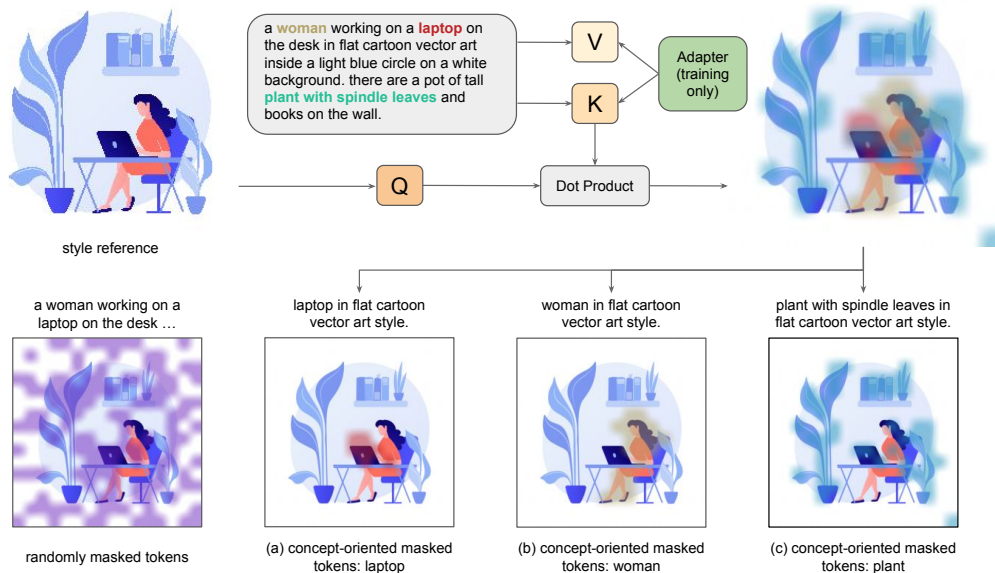 a woman working on a laptop on
the desk in flat cartoon vector art
inside a light blue circle on a white
background. there are a pot of tall
plant with spindle leaves and
books on the wall.
V
K
Adapter
(training
only)
Q
Dot Product
style reference
a woman working on a
laptop on the desk ...
laptop in flat cartoon
vector art style.
woman in flat cartoon
vector art style.
plant with spindle leaves in
flat cartoon vector art style.
randomly masked tokens
(a) concept-oriented masked
tokens: laptop
(b) concept-oriented masked
tokens: woman
(c) concept-oriented masked
tokens: plant